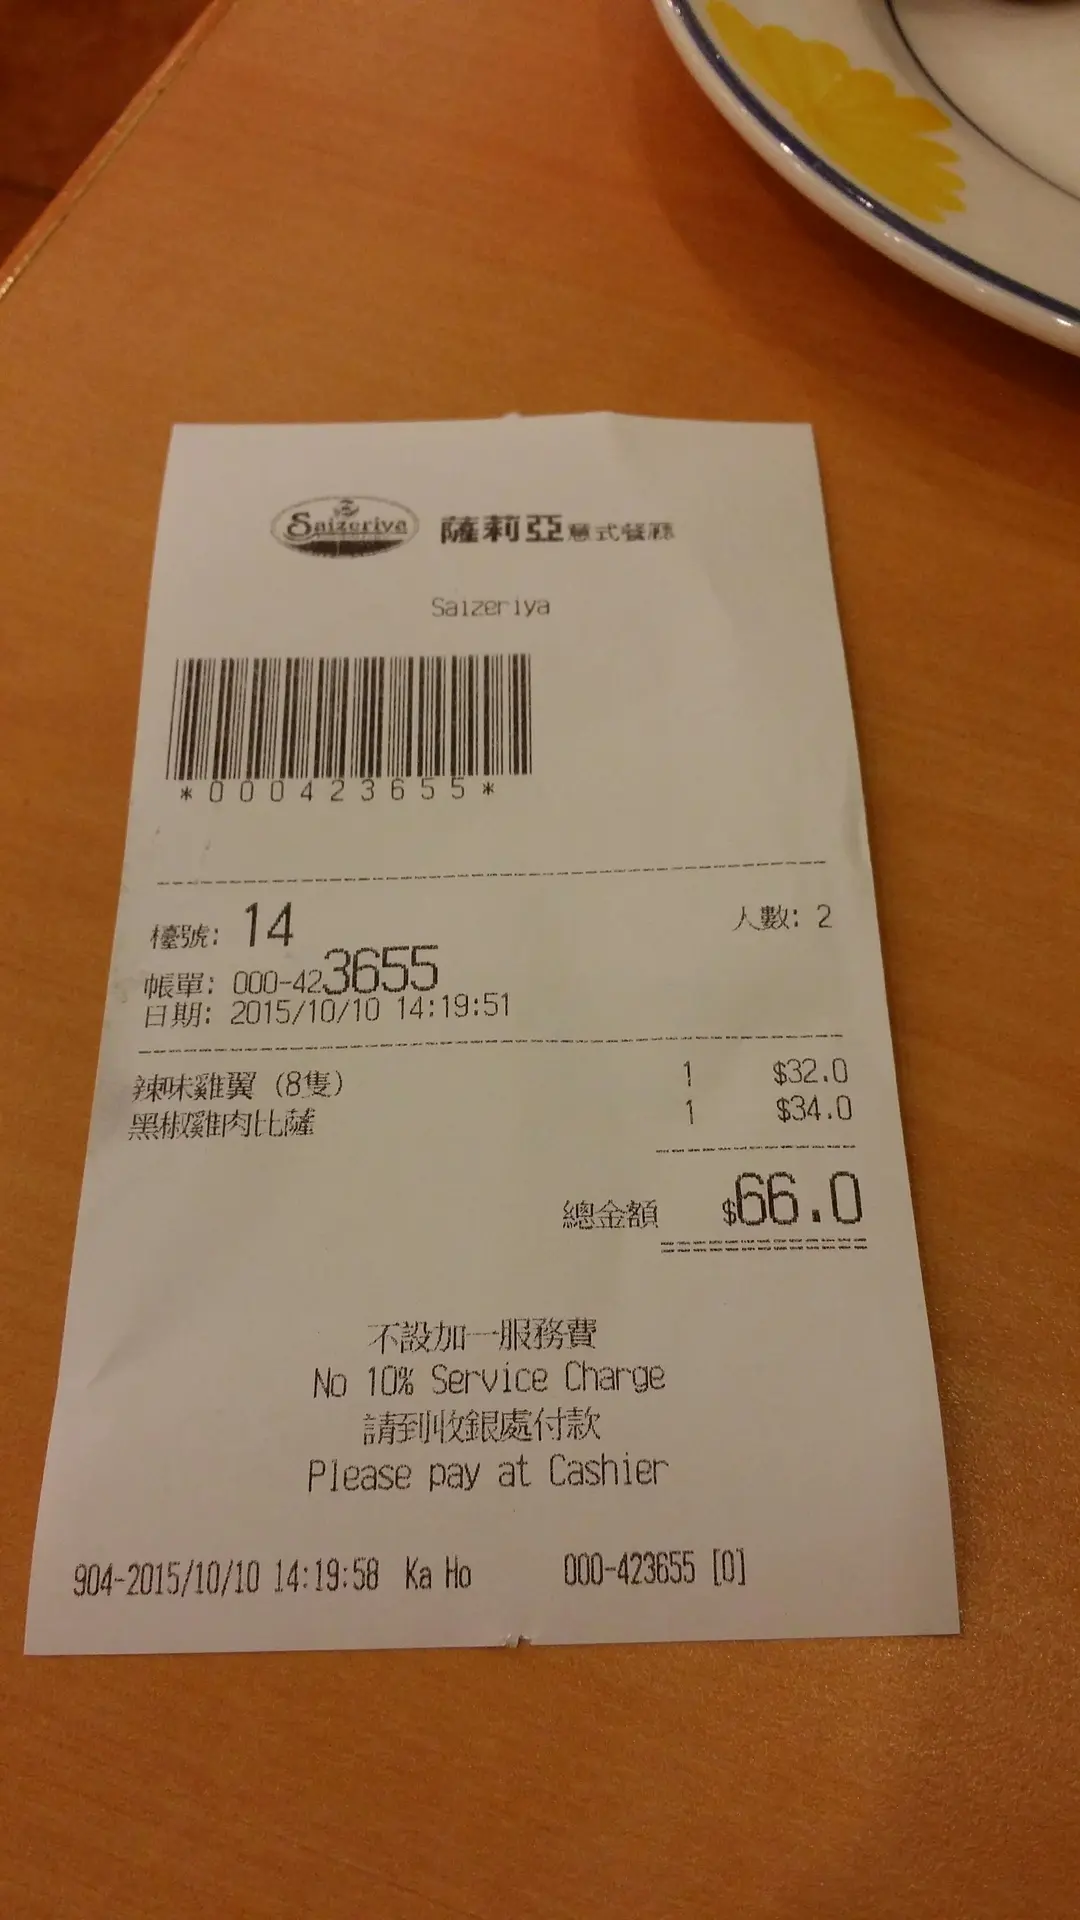 Saizeriya 薩莉亞意式餐廳
Saizeriya
*000423655*
檯號: 14 人數: 2
帳單: 000-423655
日期: 2015/10/10 14:19:51
辣味雞翼 (8隻) 1 $32.0
黑椒雞肉比薩 1 $34.0
總金額 $66.0
不設加一服務費
No 10% Service Charge
請到收銀處付款
Please pay at Cashier
904-2015/10/10 14:19:58 Ka Ho 000-423655 [0]